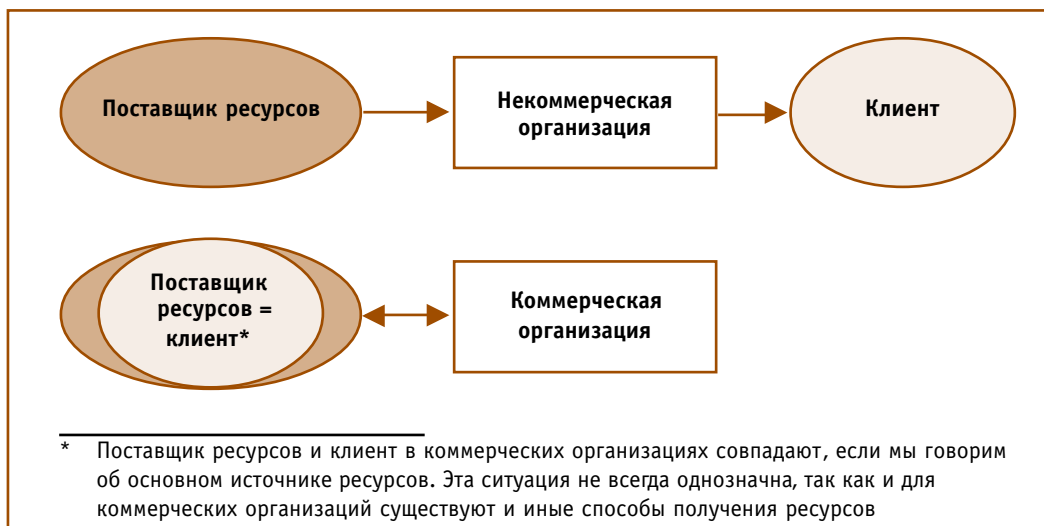 Поставщик ресурсов
Некоммерческая
организация
Клиент
Поставщик
ресурсов =
клиент*
Коммерческая
организация
* Поставщик ресурсов и клиент в коммерческих организациях совпадают, если мы говорим
об основном источнике ресурсов. Эта ситуация не всегда однозначна, так как и для
коммерческих организаций существуют и иные способы получения ресурсов